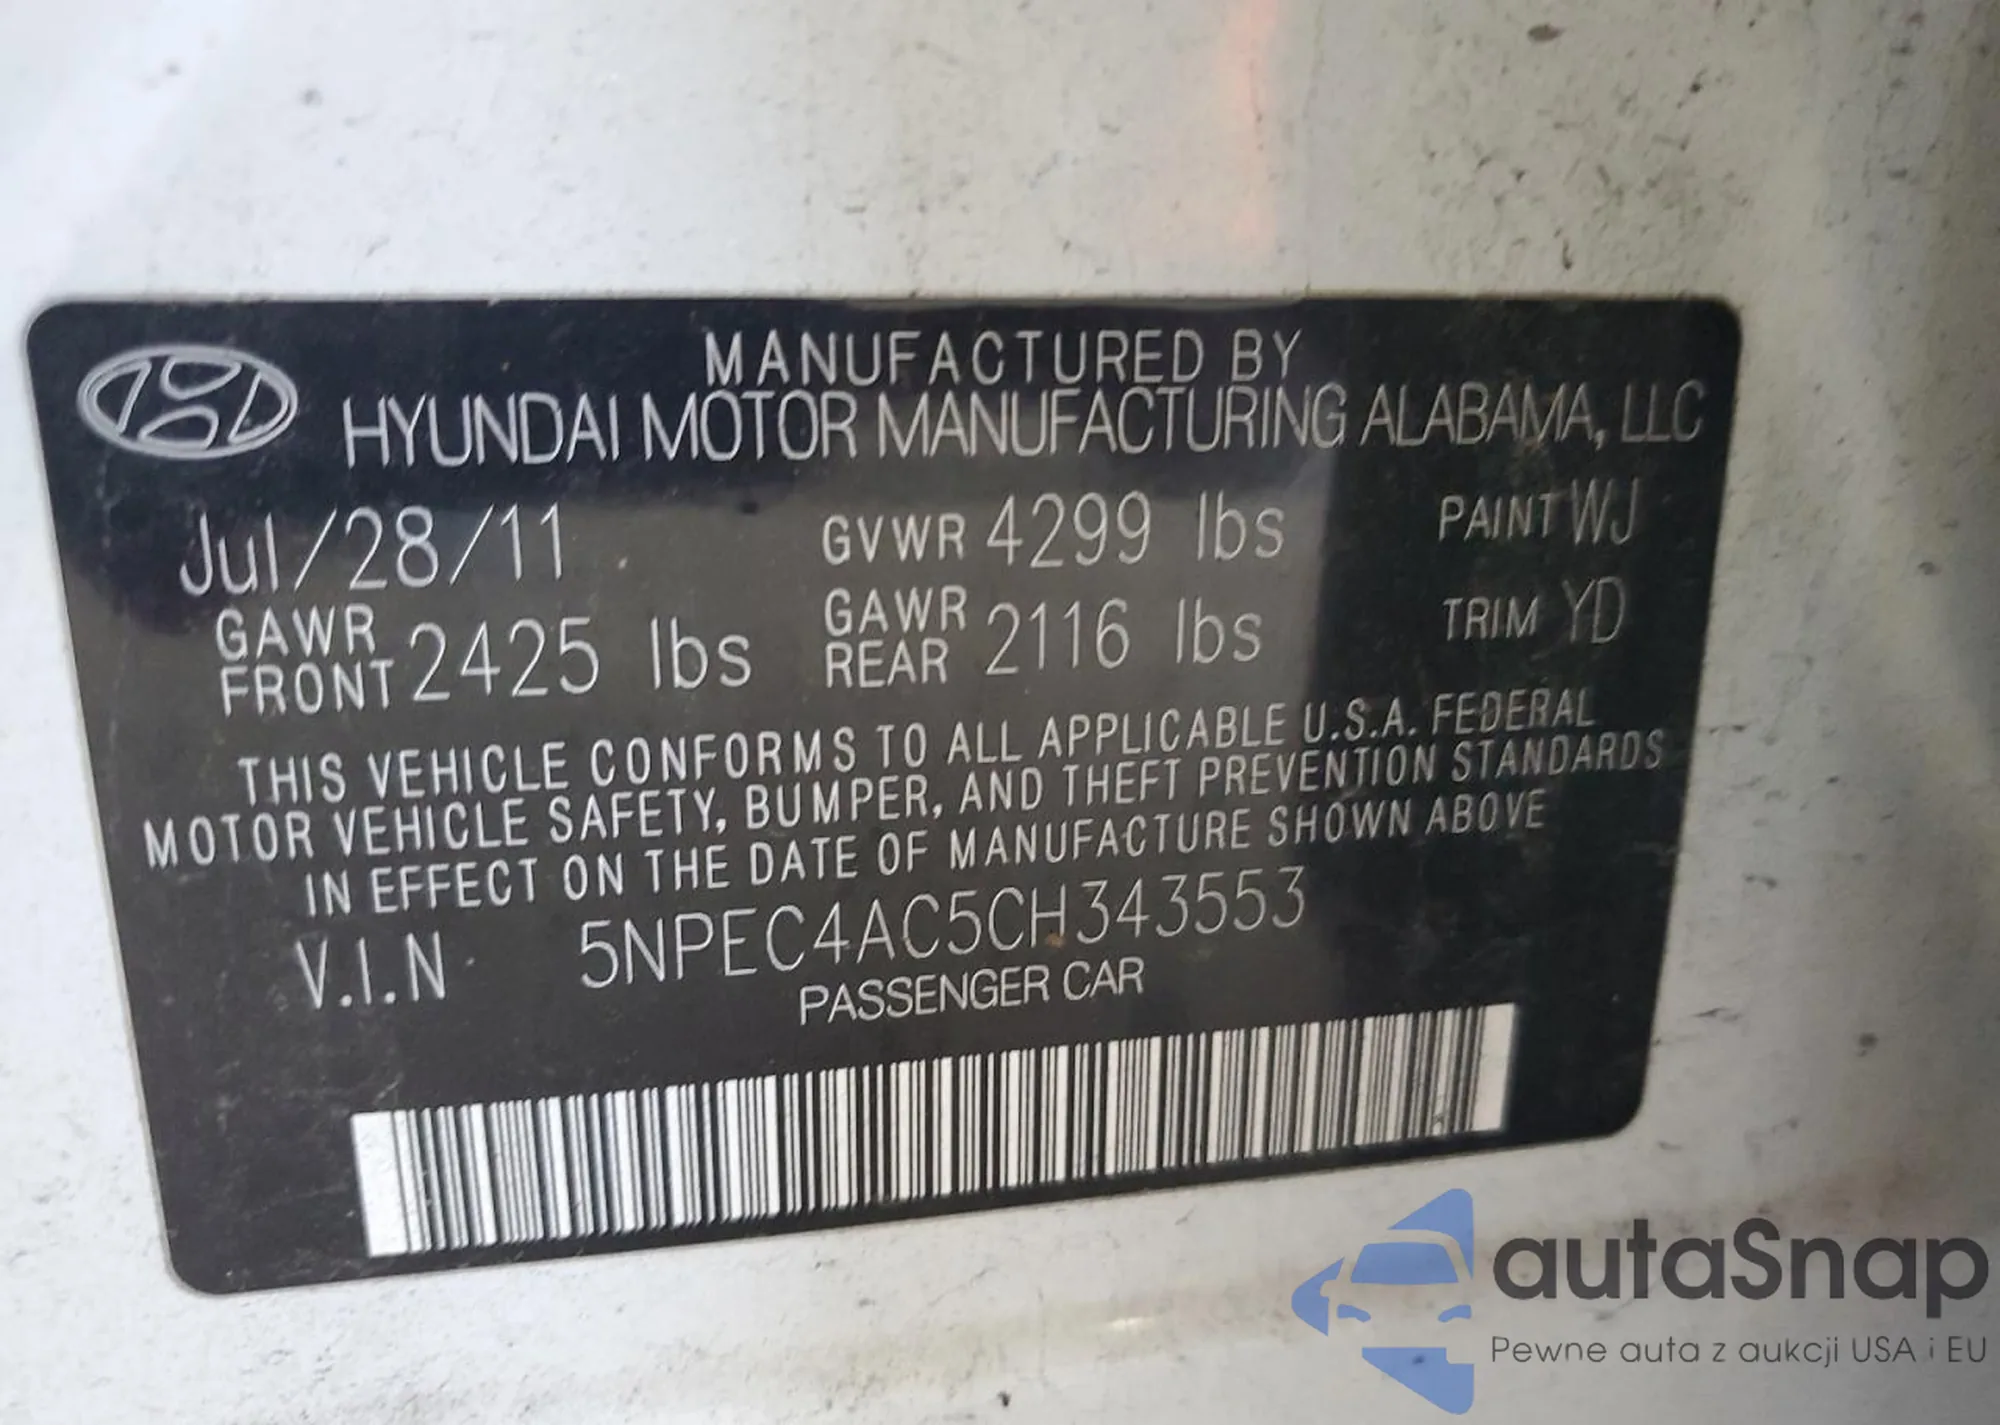 MANUFACTURED BY
HYUNDAI MOTOR MANUFACTURING ALABAMA, LLC
Jul/28/11 GVWR 4299 lbs PAINT WJ
GAWR FRONT 2425 lbs GAWR REAR 2116 lbs TRIM YD
THIS VEHICLE CONFORMS TO ALL APPLICABLE U.S.A. FEDERAL
MOTOR VEHICLE SAFETY, BUMPER, AND THEFT PREVENTION STANDARDS
IN EFFECT ON THE DATE OF MANUFACTURE SHOWN ABOVE
V.I.N 5NPEC4AC5CH343553
PASSENGER CAR
autaSnap
Pewne auta z aukcji USA i EU